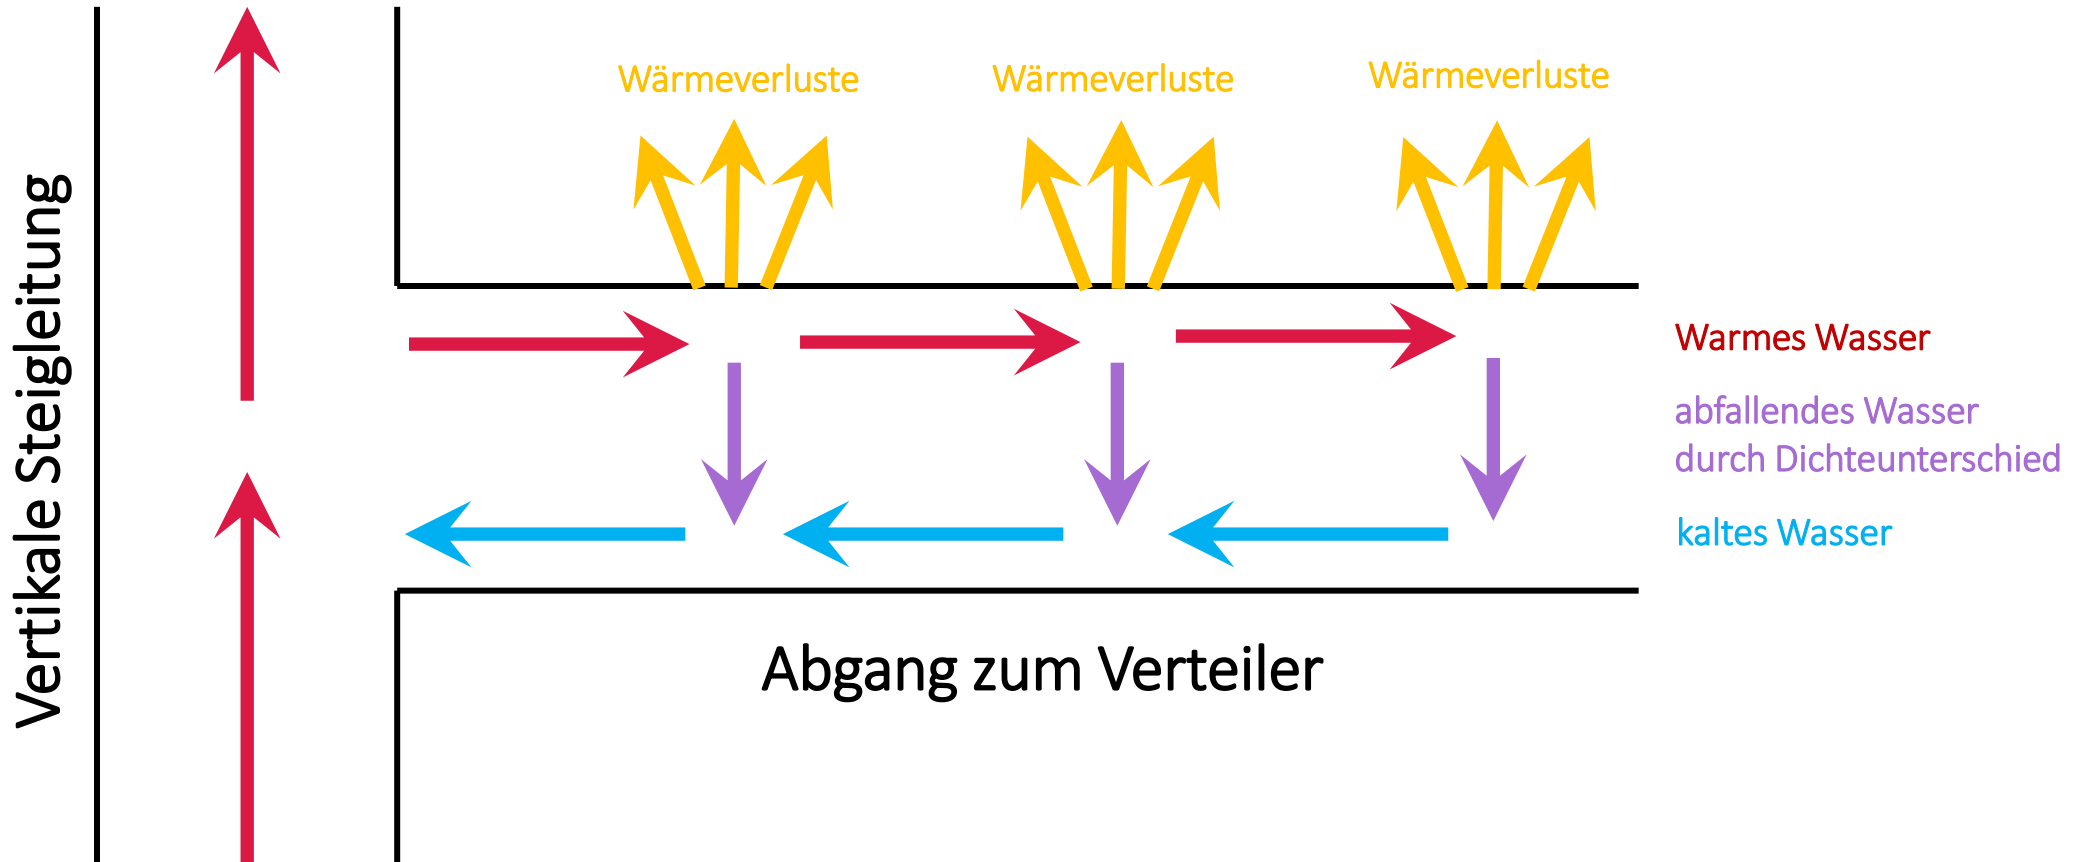 Vertikale Steigleitung
Wärmeverluste
Wärmeverluste
Wärmeverluste
Warmes Wasser
abfallendes Wasser
durch Dichteunterschied
kaltes Wasser
Abgang zum Verteiler